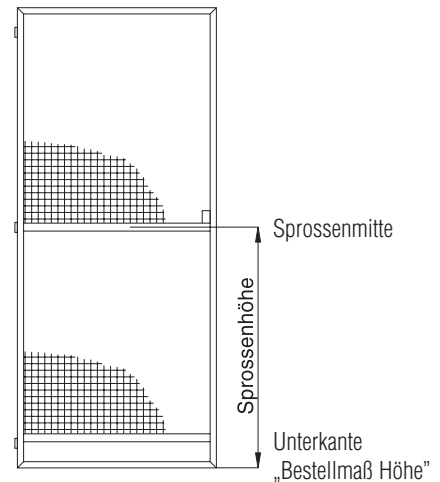 Sprossenmitte
Sprossenhöhe
Unterkante
„Bestellmaß Höhe”